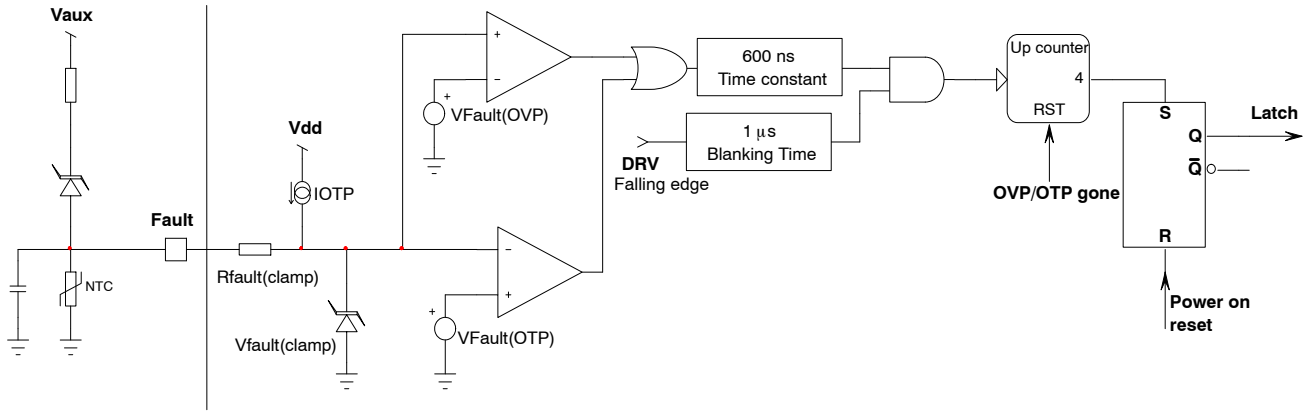 Vaux
Fault
NTC
Rfault(clamp)
Vdd
IOTP
Vfault(clamp)
+
−
+
VFault(OVP)
−
+
+
VFault(OTP)
600 ns
Time constant
1 μs
Blanking Time
DRV
Falling edge
Up counter
4
RST
OVP/OTP gone
S
Q
Q̅
R
Latch
Power on
reset